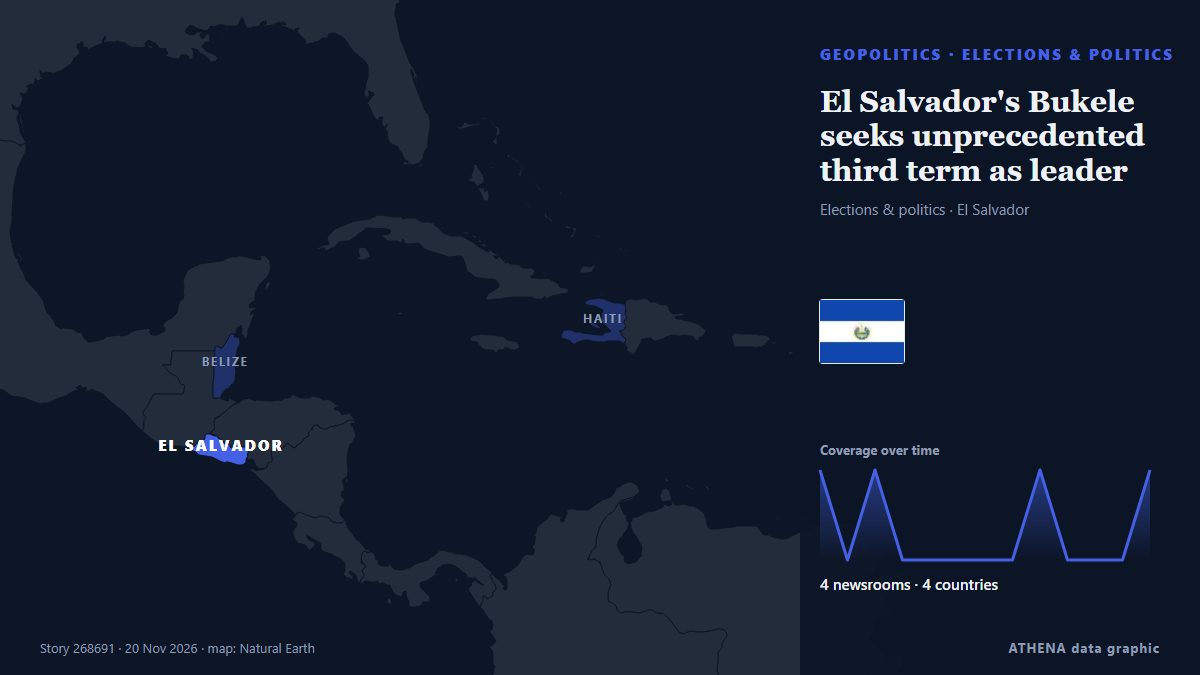 GEOPOLITICS · ELECTIONS & POLITICS
El Salvador's Bukele
seeks unprecedented
third term as leader
Elections & politics · El Salvador
HAITI
BELIZE
EL SALVADOR
Coverage over time
4 newsrooms · 4 countries
Story 268691 · 20 Nov 2026 · map: Natural Earth
ATHENA data graphic